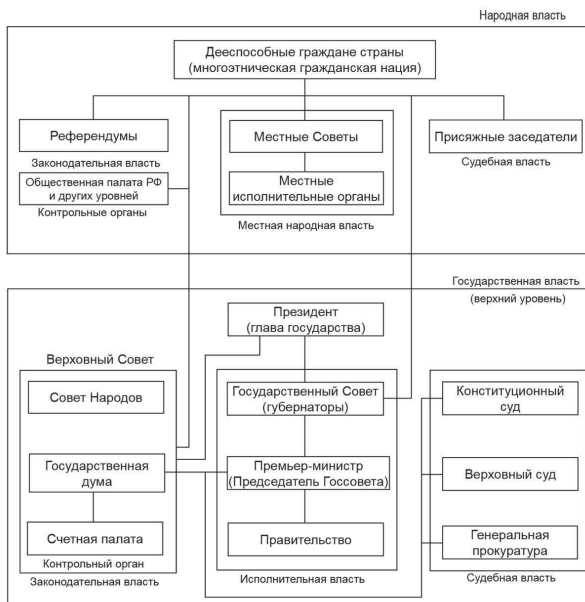 Народная власть
Дееспособные граждане страны
(многоэтническая гражданская нация)
Референдумы
Законодательная власть
Общественная палата РФ
и других уровней
Контрольные органы
Местные Советы
Местные
исполнительные органы
Местная народная власть
Присяжные заседатели
Судебная власть
Государственная власть
(верхний уровень)
Президент
(глава государства)
Верховный Совет
Совет Народов
Государственная
дума
Счетная палата
Контрольный орган
Законодательная власть
Государственный Совет
(губернаторы)
Премьер-министр
(Председатель Госсовета)
Правительство
Исполнительная власть
Конституционный
суд
Верховный суд
Генеральная
прокуратура
Судебная власть